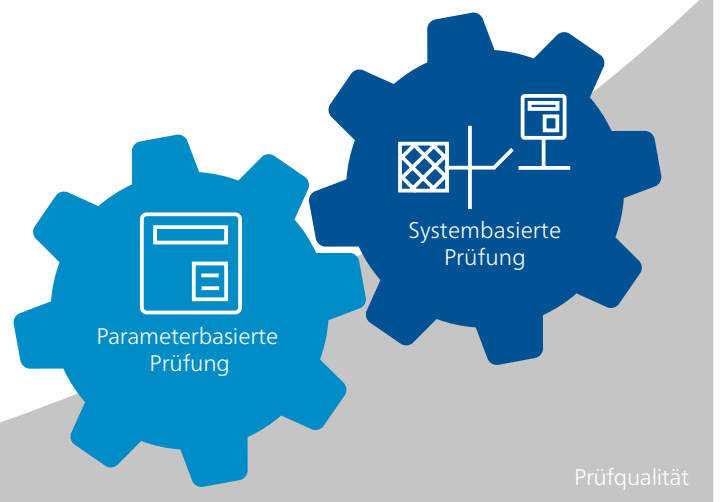 Systembasierte
Prüfung
Parameterbasierte
Prüfung
Prüfqualität